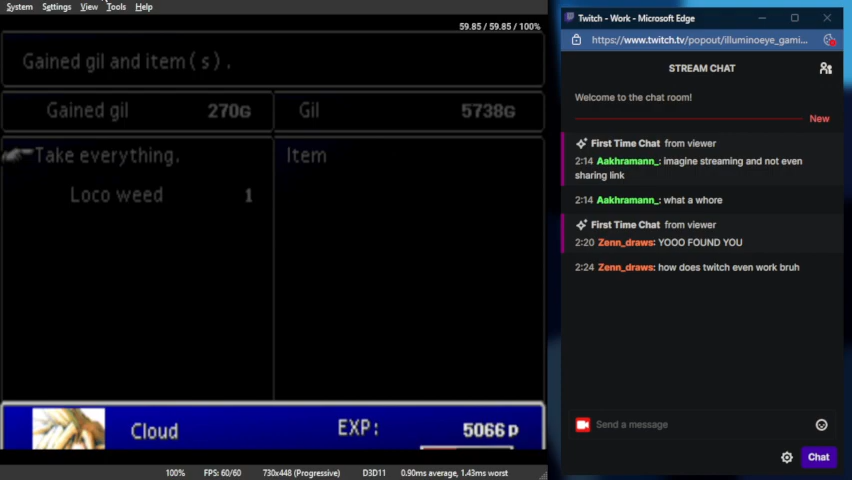 System Settings View Tools Help
59.85 / 59.85 / 100%
Gained gil and item(s).
Gained gil 270G Gil 5738G
Take everything. Item
Loco weed 1
Cloud EXP: 5066p
100% FPS: 60/60 730x448 (Progressive) D3D11 0.90ms average, 1.43ms worst
Twitch - Work - Microsoft Edge
https://www.twitch.tv/popout/illuminoeye_gami...
STREAM CHAT
Welcome to the chat room!
New
First Time Chat from viewer
2:14 Aakhramann_: imagine streaming and not even
sharing link
2:14 Aakhramann_: what a whore
First Time Chat from viewer
2:20 Zenn_draws: YOOO FOUND YOU
2:24 Zenn_draws: how does twitch even work bruh
Send a message
Chat